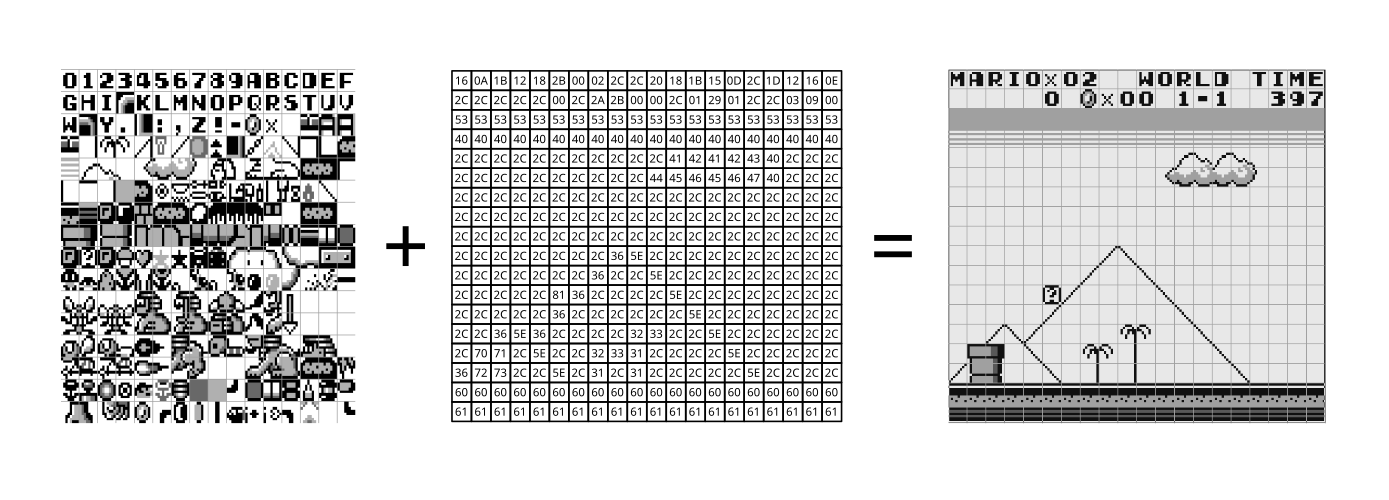 0123456789ABCDEF
GHI KLMNOPQRSTUV
W Y. : , Z ! - x
+
16 0A 1B 12 18 2B 00 02 2C 2C 20 18 1B 15 0D 2C 1D 12 16 0E
2C 2C 2C 2C 2C 00 2C 2A 2B 00 00 2C 01 29 01 2C 2C 03 09 00
53 53 53 53 53 53 53 53 53 53 53 53 53 53 53 53 53 53 53 53
40 40 40 40 40 40 40 40 40 40 40 40 40 40 40 40 40 40 40 40
2C 2C 2C 2C 2C 2C 2C 2C 2C 2C 2C 41 42 41 42 43 40 2C 2C 2C
2C 2C 2C 2C 2C 2C 2C 2C 2C 2C 44 45 46 45 46 47 40 2C 2C 2C
2C 2C 2C 2C 2C 2C 2C 2C 2C 2C 2C 2C 2C 2C 2C 2C 2C 2C 2C 2C
2C 2C 2C 2C 2C 2C 2C 2C 2C 2C 2C 2C 2C 2C 2C 2C 2C 2C 2C 2C
2C 2C 2C 2C 2C 2C 2C 2C 2C 2C 2C 2C 2C 2C 2C 2C 2C 2C 2C 2C
2C 2C 2C 2C 2C 2C 2C 2C 36 5E 2C 2C 2C 2C 2C 2C 2C 2C 2C 2C
2C 2C 2C 2C 2C 2C 2C 36 2C 2C 5E 2C 2C 2C 2C 2C 2C 2C 2C 2C
2C 2C 2C 2C 2C 81 36 2C 2C 2C 2C 5E 2C 2C 2C 2C 2C 2C 2C 2C
2C 2C 2C 2C 2C 36 2C 2C 2C 2C 2C 2C 5E 2C 2C 2C 2C 2C 2C 2C
2C 2C 36 5E 36 2C 2C 2C 2C 32 33 2C 2C 5E 2C 2C 2C 2C 2C 2C
2C 70 71 2C 5E 2C 2C 32 33 31 2C 2C 2C 2C 5E 2C 2C 2C 2C 2C
36 72 73 2C 2C 5E 2C 31 2C 31 2C 2C 2C 2C 2C 5E 2C 2C 2C 2C
60 60 60 60 60 60 60 60 60 60 60 60 60 60 60 60 60 60 60 60
61 61 61 61 61 61 61 61 61 61 61 61 61 61 61 61 61 61 61 61
=
MARIO×02 WORLD TIME
0 ×00 1-1 397
?